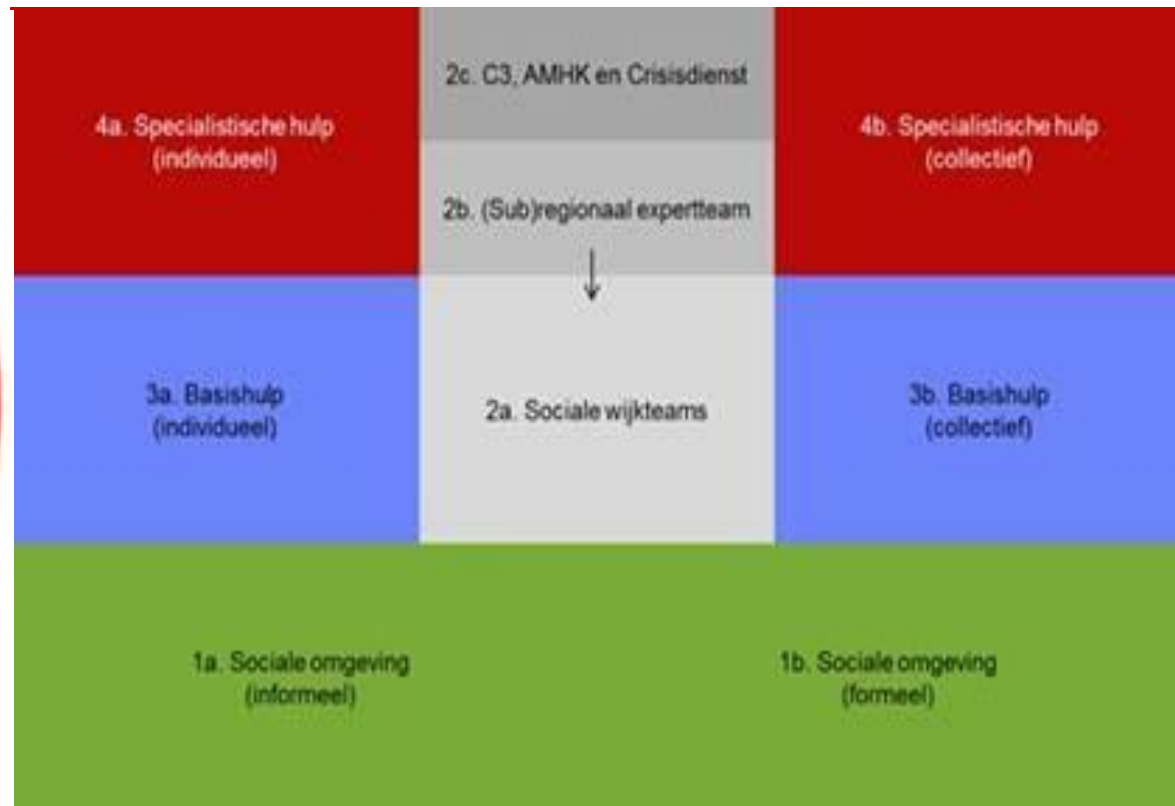 2c. C3, AMHK en Crisisdienst
4a. Specialistische hulp
(individueel)
4b. Specialistische hulp
(collectief)
2b. (Sub)regionaal expertteam
3a. Basishulp
(individueel)
2a. Sociale wijkteams
3b. Basishulp
(collectief)
1a. Sociale omgeving
(informeel)
1b. Sociale omgeving
(formeel)